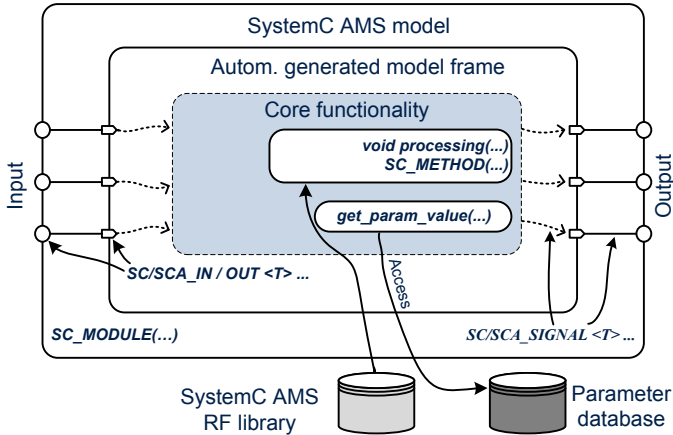 SystemC AMS model
Autom. generated model frame
Core functionality
void processing(...)
SC_METHOD(...)
get_param_value(...)
Input
Output
Access
SC/SCA_IN / OUT <T> ...
SC_MODULE(...)
SC/SCA_SIGNAL <T> ...
SystemC AMS
RF library
Parameter
database